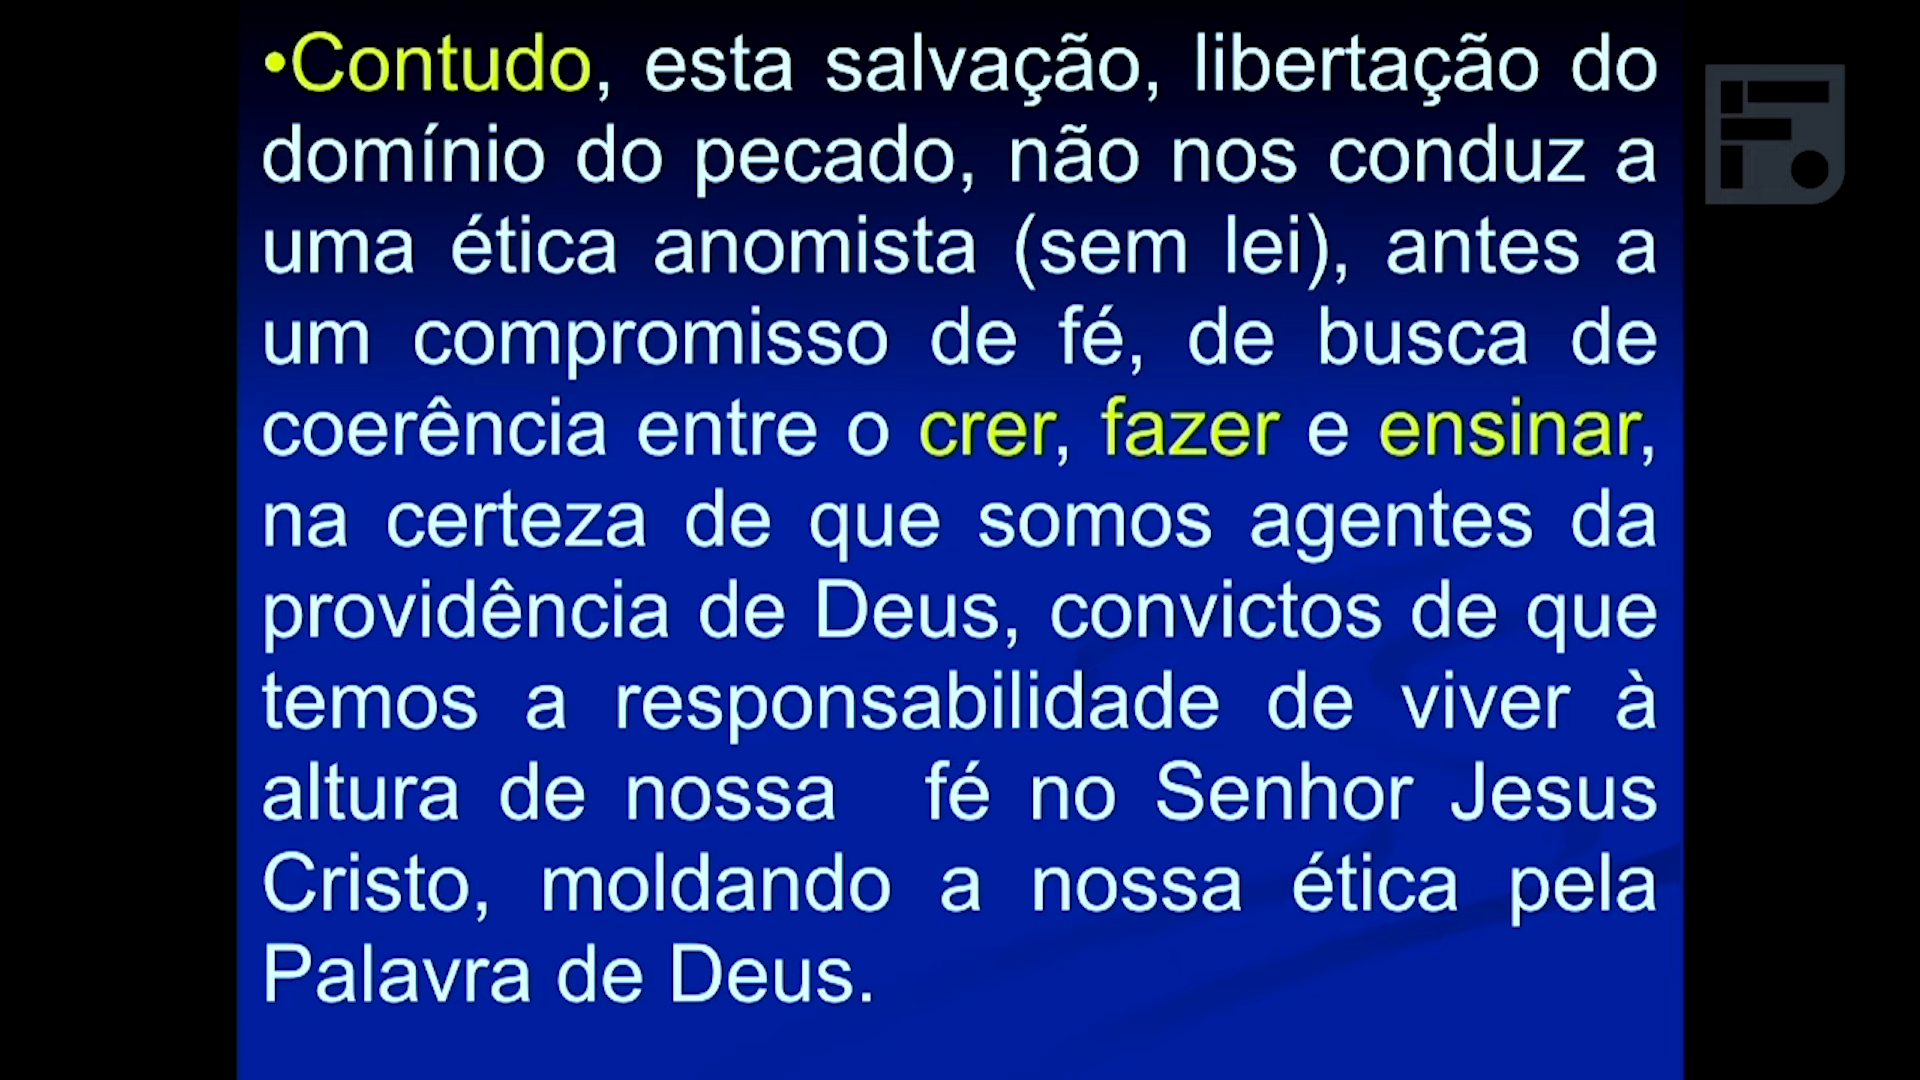 •Contudo, esta salvação, libertação do
domínio do pecado, não nos conduz a
uma ética anomista (sem lei), antes a
um compromisso de fé, de busca de
coerência entre o crer, fazer e ensinar,
na certeza de que somos agentes da
providência de Deus, convictos de que
temos a responsabilidade de viver à
altura de nossa fé no Senhor Jesus
Cristo, moldando a nossa ética pela
Palavra de Deus.